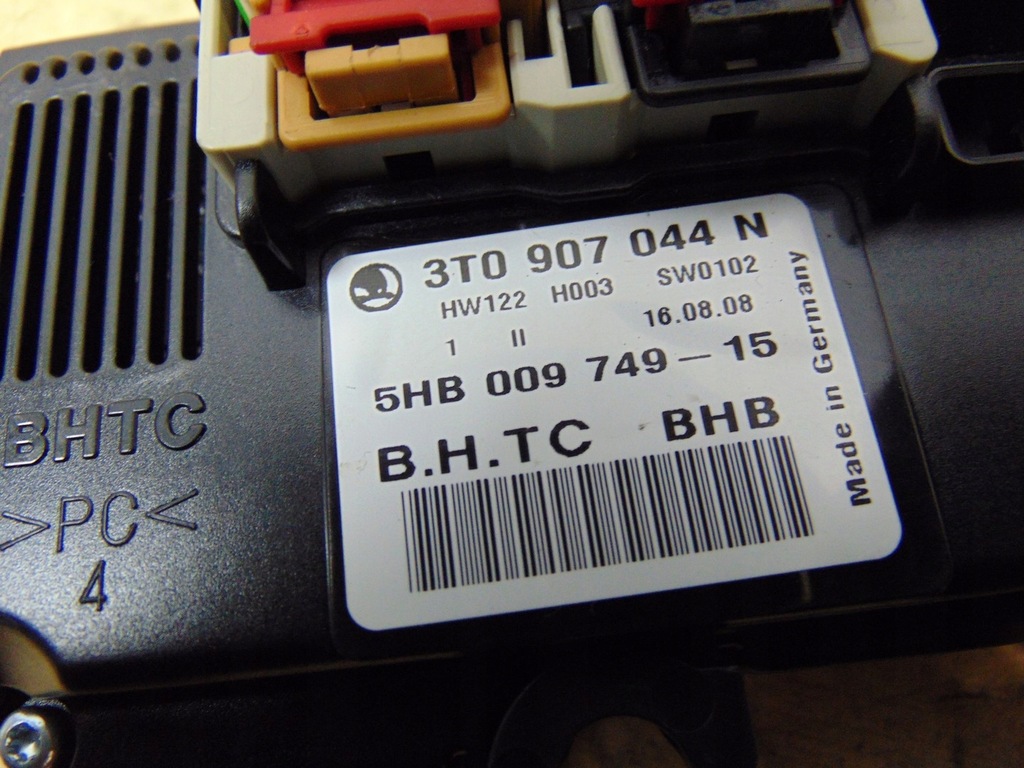 3T0 907 044 N
HW122 H003 SW0102
1 II 16.08.08
5HB 009 749-15
B.H.TC BHB
Made in Germany
BHTC
>PC<
4